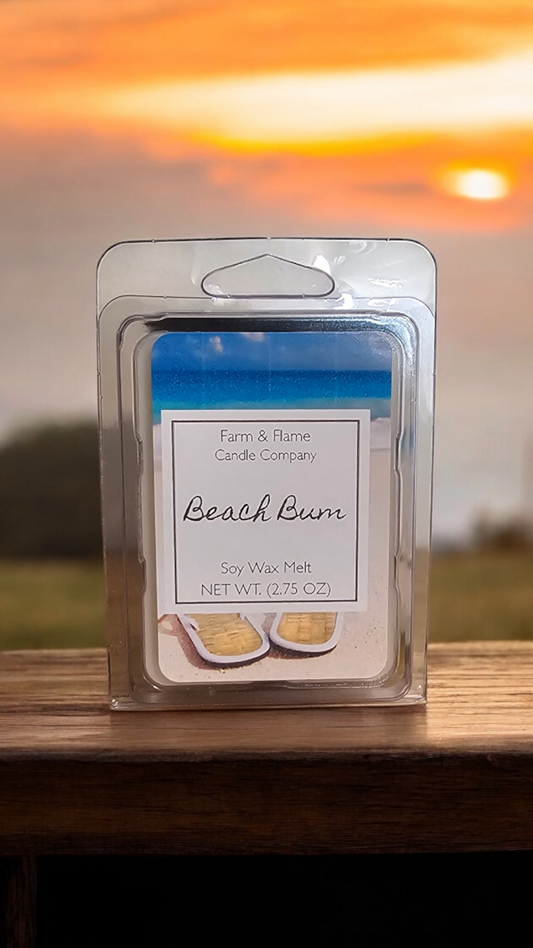 Farm & Flame
Candle Company
Beach Bum
Soy Wax Melt
NET WT. (2.75 OZ)